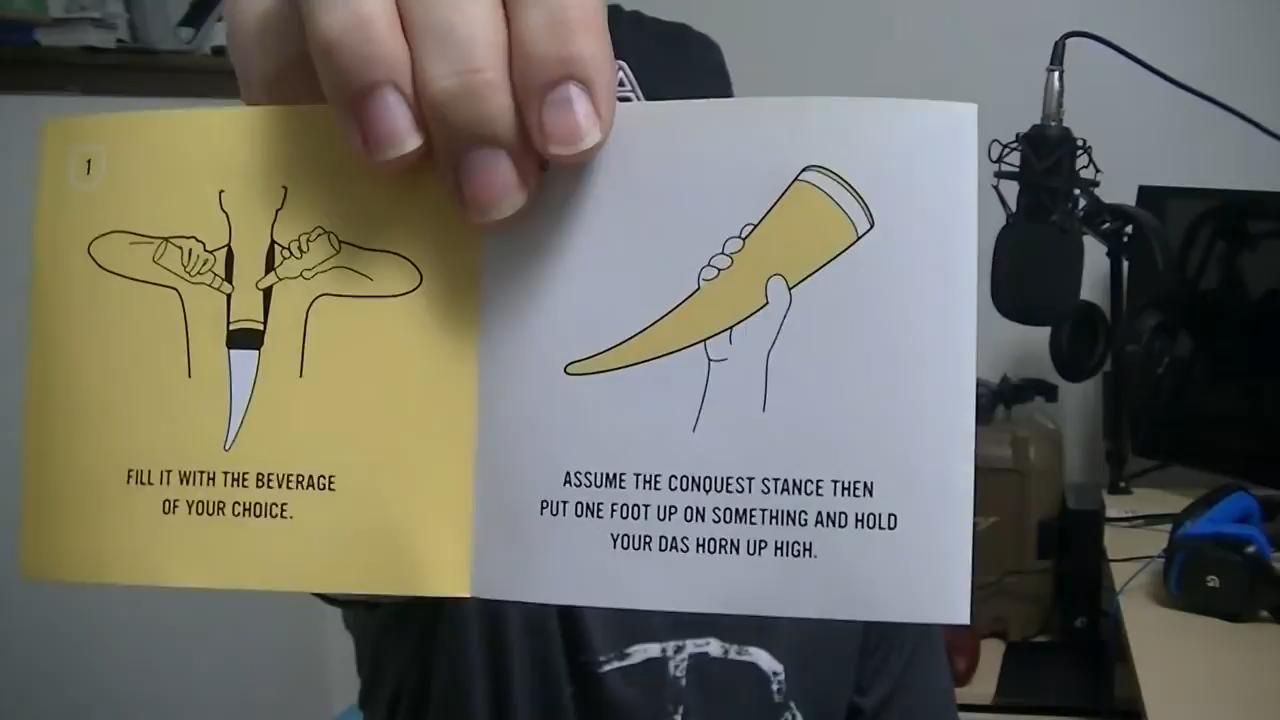 1
FILL IT WITH THE BEVERAGE
OF YOUR CHOICE.
ASSUME THE CONQUEST STANCE THEN
PUT ONE FOOT UP ON SOMETHING AND HOLD
YOUR DAS HORN UP HIGH.